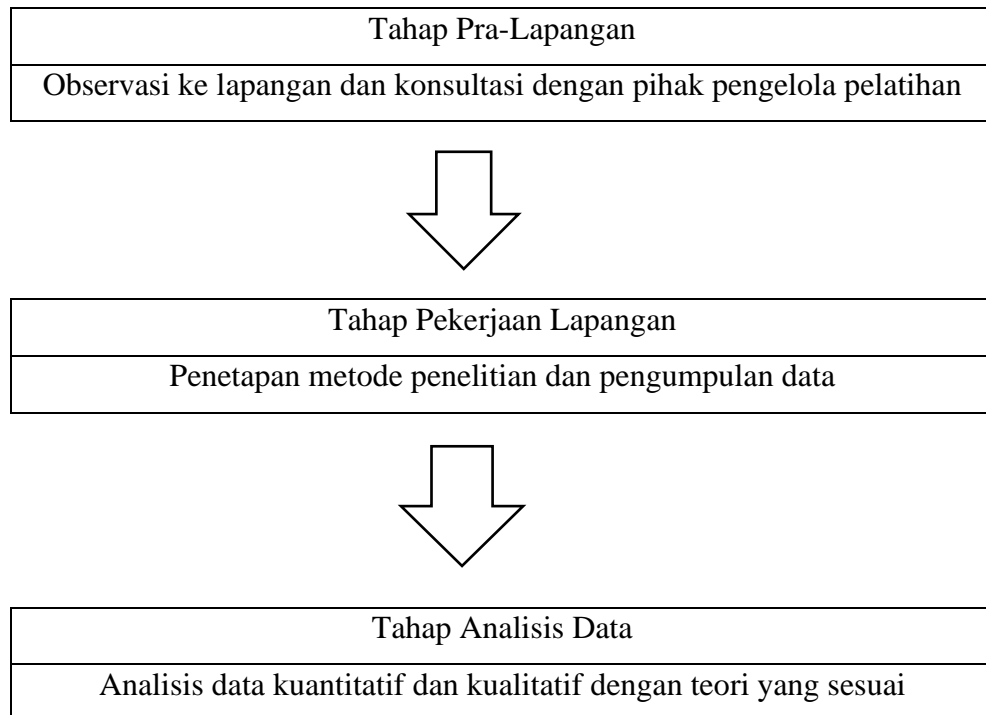 Tahap Pra-Lapangan
Observasi ke lapangan dan konsultasi dengan pihak pengelola pelatihan
Tahap Pekerjaan Lapangan
Penetapan metode penelitian dan pengumpulan data
Tahap Analisis Data
Analisis data kuantitatif dan kualitatif dengan teori yang sesuai